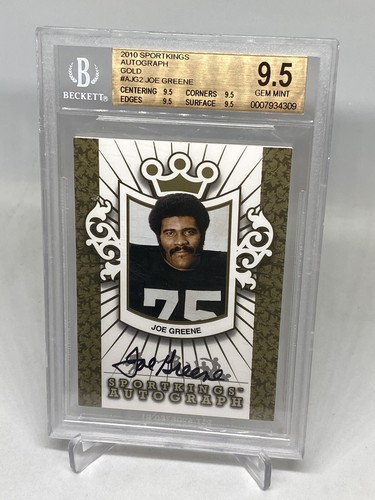 B
BECKETT
2010 SPORTKINGS
AUTOGRAPH
GOLD
#AJG2 JOE GREENE
CENTERING 9.5 CORNERS 9.5
EDGES 9.5 SURFACE 9.5
9.5
GEM MINT
0007934309
75
JOE GREENE
Joe Greene
SPORTKINGS™
AUTOGRAPH